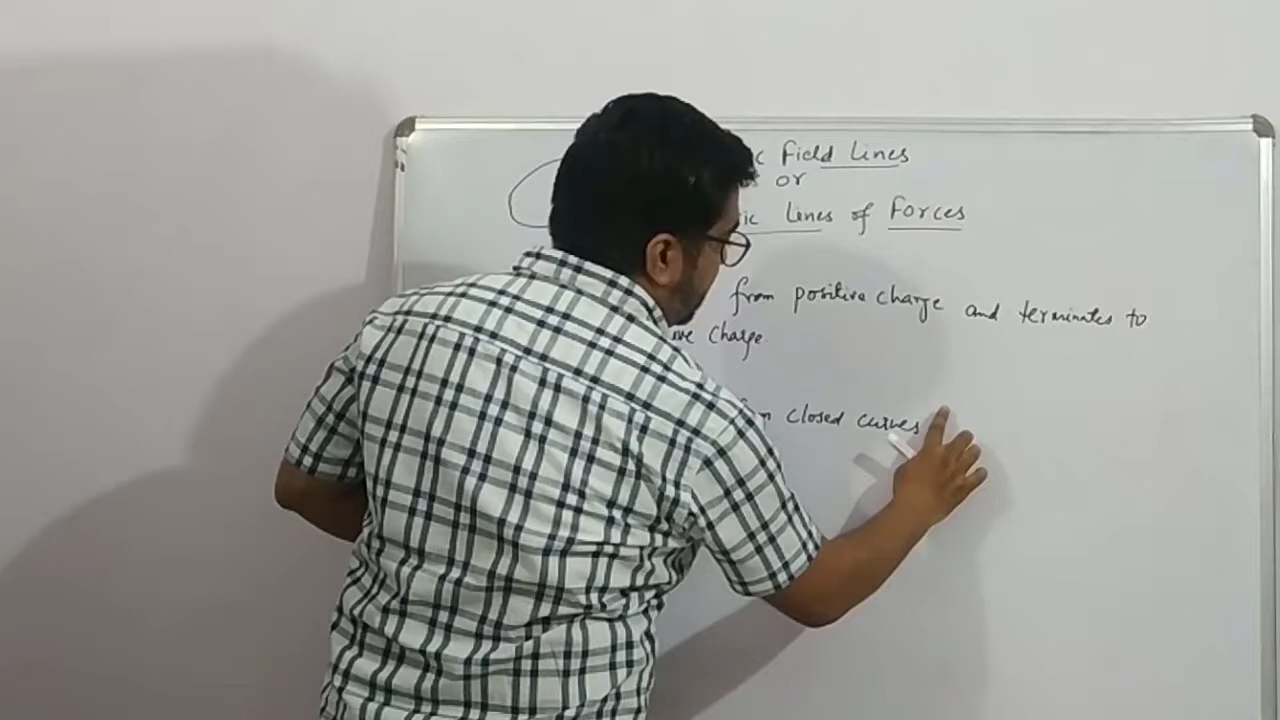 c field Lines
or
ic Lines of Forces
from positive charge and terminates to
ve charge.
closed curves